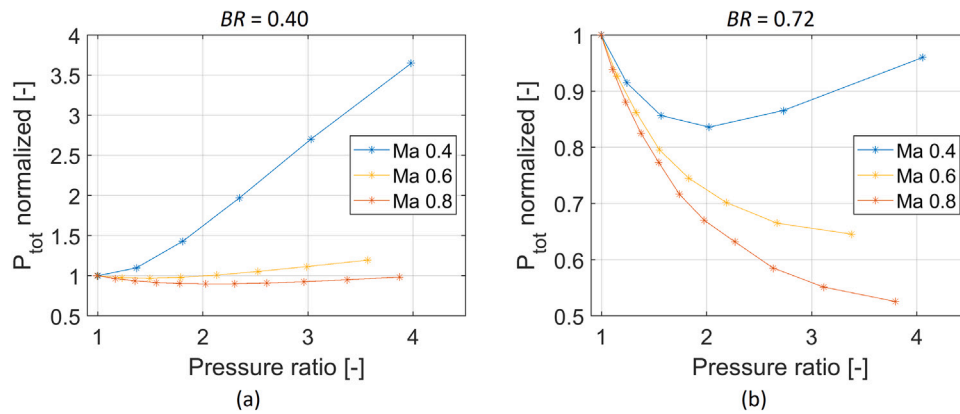 BR = 0.40
4
3.5
3
2.5
2
1.5
1
0.5
P_tot normalized [-]
Ma 0.4
Ma 0.6
Ma 0.8
1
2
3
4
Pressure ratio [-]
(a)
BR = 0.72
1
0.9
0.8
0.7
0.6
0.5
P_tot normalized [-]
Ma 0.4
Ma 0.6
Ma 0.8
1
2
3
4
Pressure ratio [-]
(b)